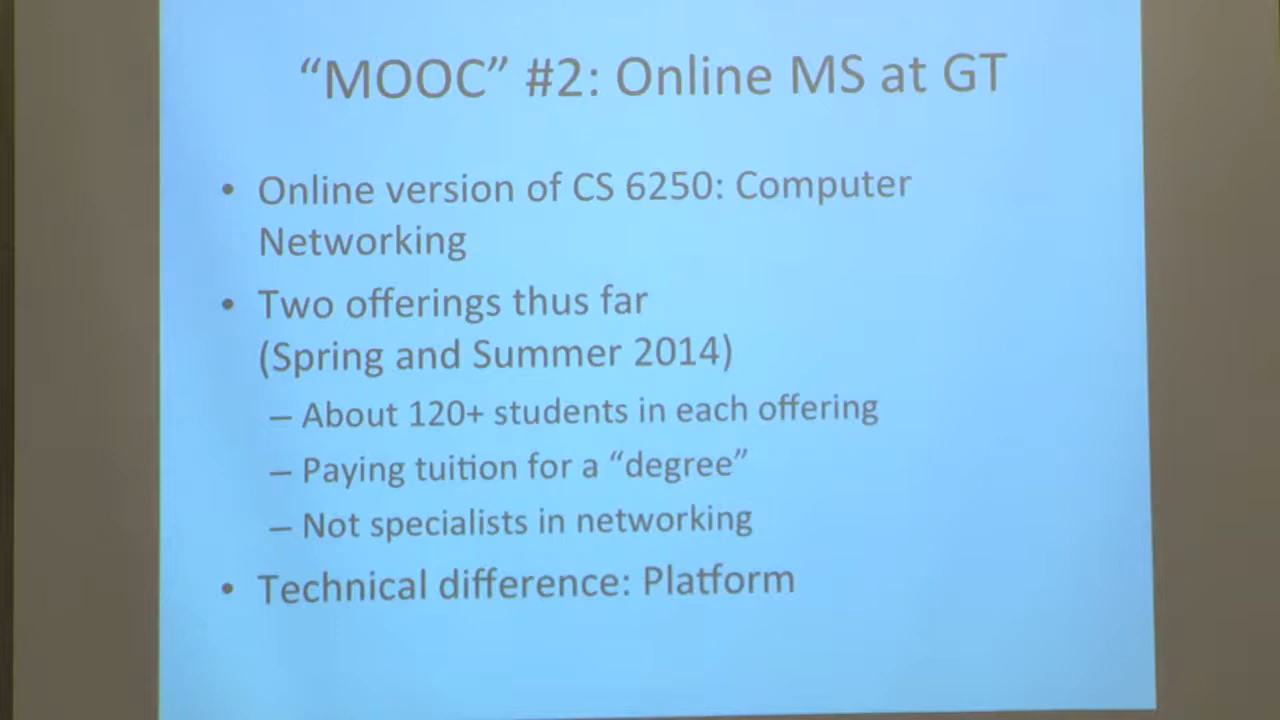 “MOOC” #2: Online MS at GT
• Online version of CS 6250: Computer
Networking
• Two offerings thus far
(Spring and Summer 2014)
– About 120+ students in each offering
– Paying tuition for a “degree”
– Not specialists in networking
• Technical difference: Platform